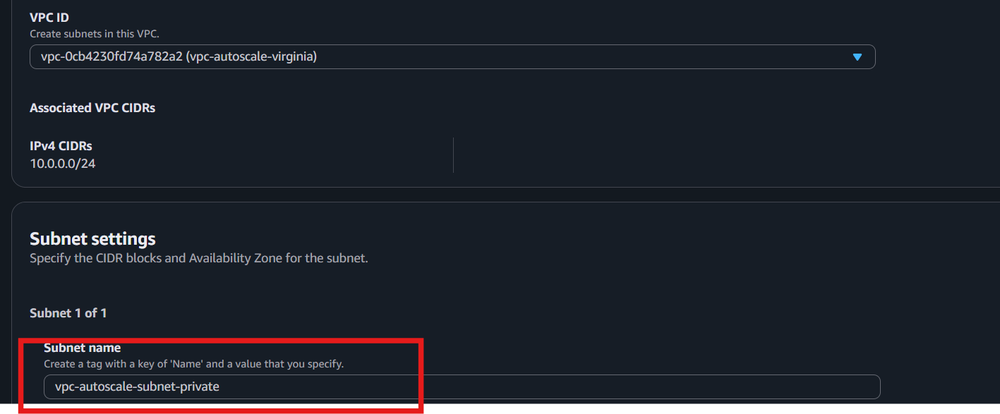 VPC ID
Create subnets in this VPC.
vpc-0cb4230fd74a782a2 (vpc-autoscale-virginia)
Associated VPC CIDRs
IPv4 CIDRs
10.0.0.0/24
Subnet settings
Specify the CIDR blocks and Availability Zone for the subnet.
Subnet 1 of 1
Subnet name
Create a tag with a key of 'Name' and a value that you specify.
vpc-autoscale-subnet-private